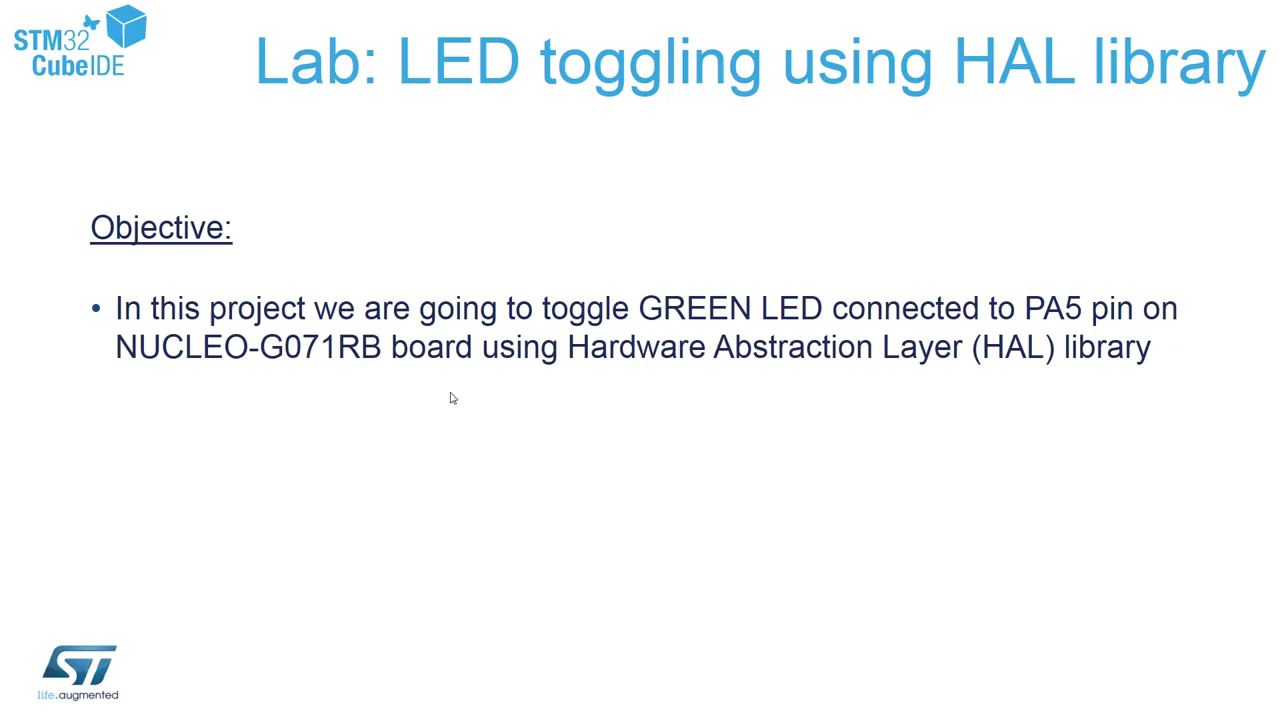 STM32
CubeIDE
Lab: LED toggling using HAL library
Objective:
• In this project we are going to toggle GREEN LED connected to PA5 pin on
NUCLEO-G071RB board using Hardware Abstraction Layer (HAL) library
ST
life.augmented